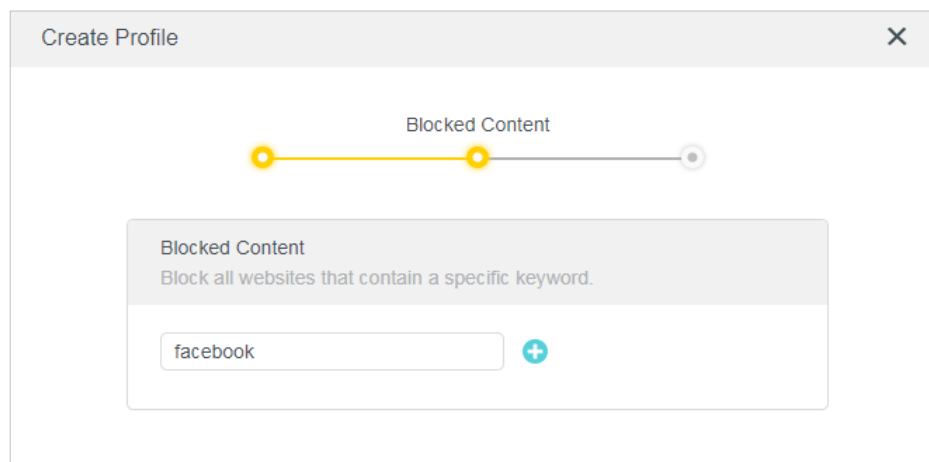 Create Profile
Blocked Content
Blocked Content
Block all websites that contain a specific keyword.
facebook